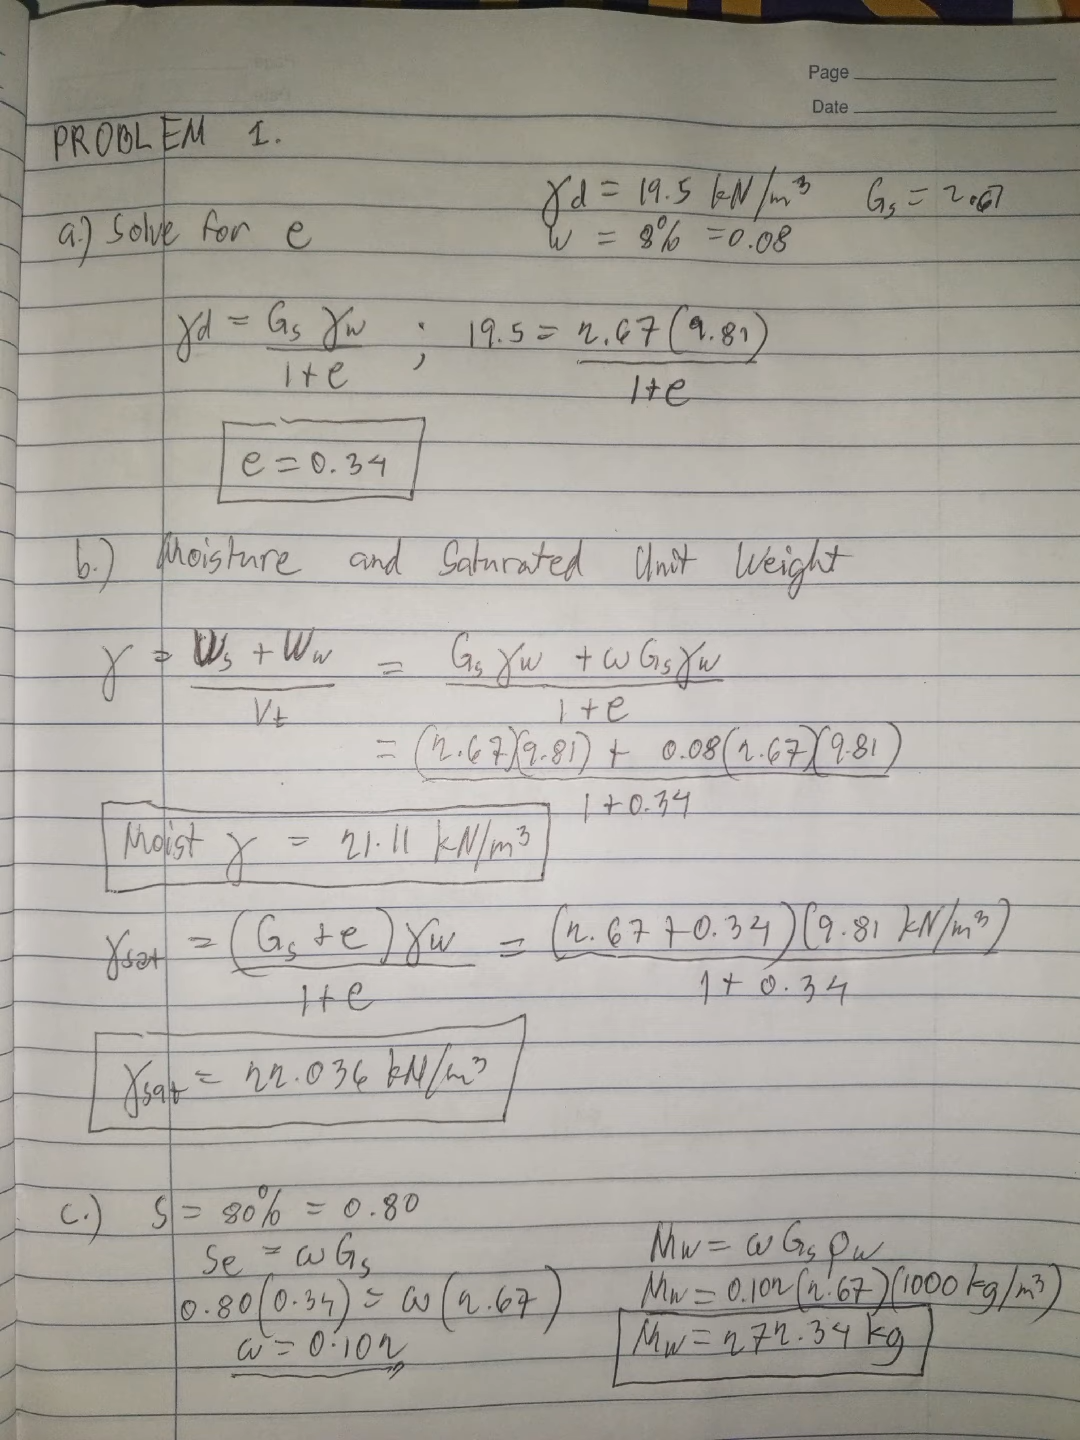 Page
Date
PROBLEM 1.
γd = 19.5 kN/m³   Gs = 2.67
a.) Solve for e   w = 8% = 0.08
γd = Gs γw / 1+e ; 19.5 = 2.67 (9.81) / 1+e
e = 0.34
b.) Moisture and Saturated Unit Weight
γ = Ws + Ww / Vt = Gs γw + ω Gs γw / 1+e
= (2.67)(9.81) + 0.08(2.67)(9.81) / 1+0.34
Moist γ = 21.11 kN/m³
γsat = (Gs + e) γw / 1+e = (2.67+0.34)(9.81 kN/m³) / 1+0.34
γsat = 22.036 kN/m³
c.) S = 80% = 0.80
Se = ω Gs
0.80(0.34) = ω (2.67)
ω = 0.102
Mw = ω Gs ρw
Mw = 0.102(2.67)(1000 kg/m³)
Mw = 272.34 kg